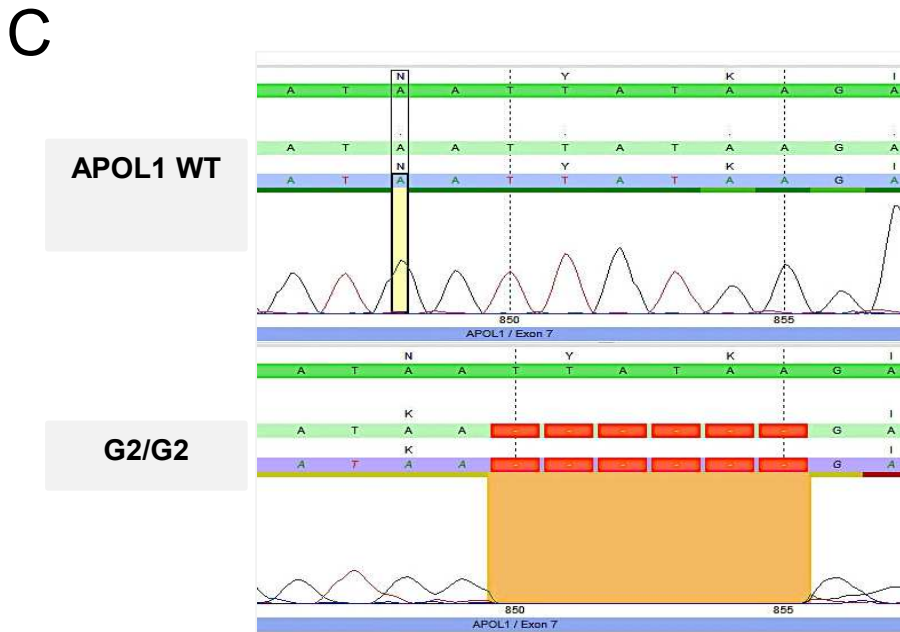 C
N Y K I
A T A A T T A T A A G A
. . . .
A T A A T T A T A A G A
N Y K I
A T A A T T A T A A G A
APOL1 WT
850 855
APOL1 / Exon 7
N Y K I
A T A A T T A T A A G A
K I
A T A A - - - - - - G A
K I
A T A A - - - - - - G A
G2/G2
850 855
APOL1 / Exon 7